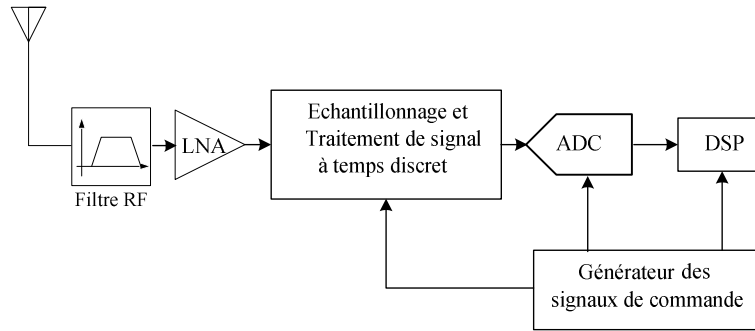 Filtre RF
LNA
Echantillonnage et
Traitement de signal
à temps discret
ADC
DSP
Générateur des
signaux de commande